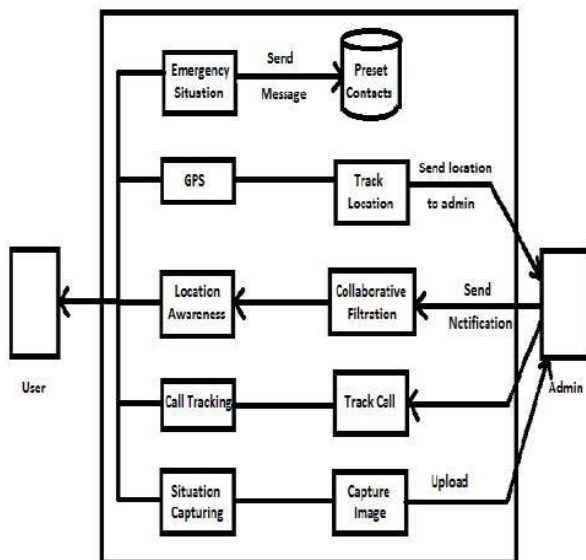 Emergency
Situation
Send
Message
Preset
Contacts
GPS
Track
Location
Send location
to admin
Location
Awareness
Collaborative
Filtration
Send
Nctification
User
Admin
Call Tracking
Track Call
Situation
Capturing
Capture
Image
Upload